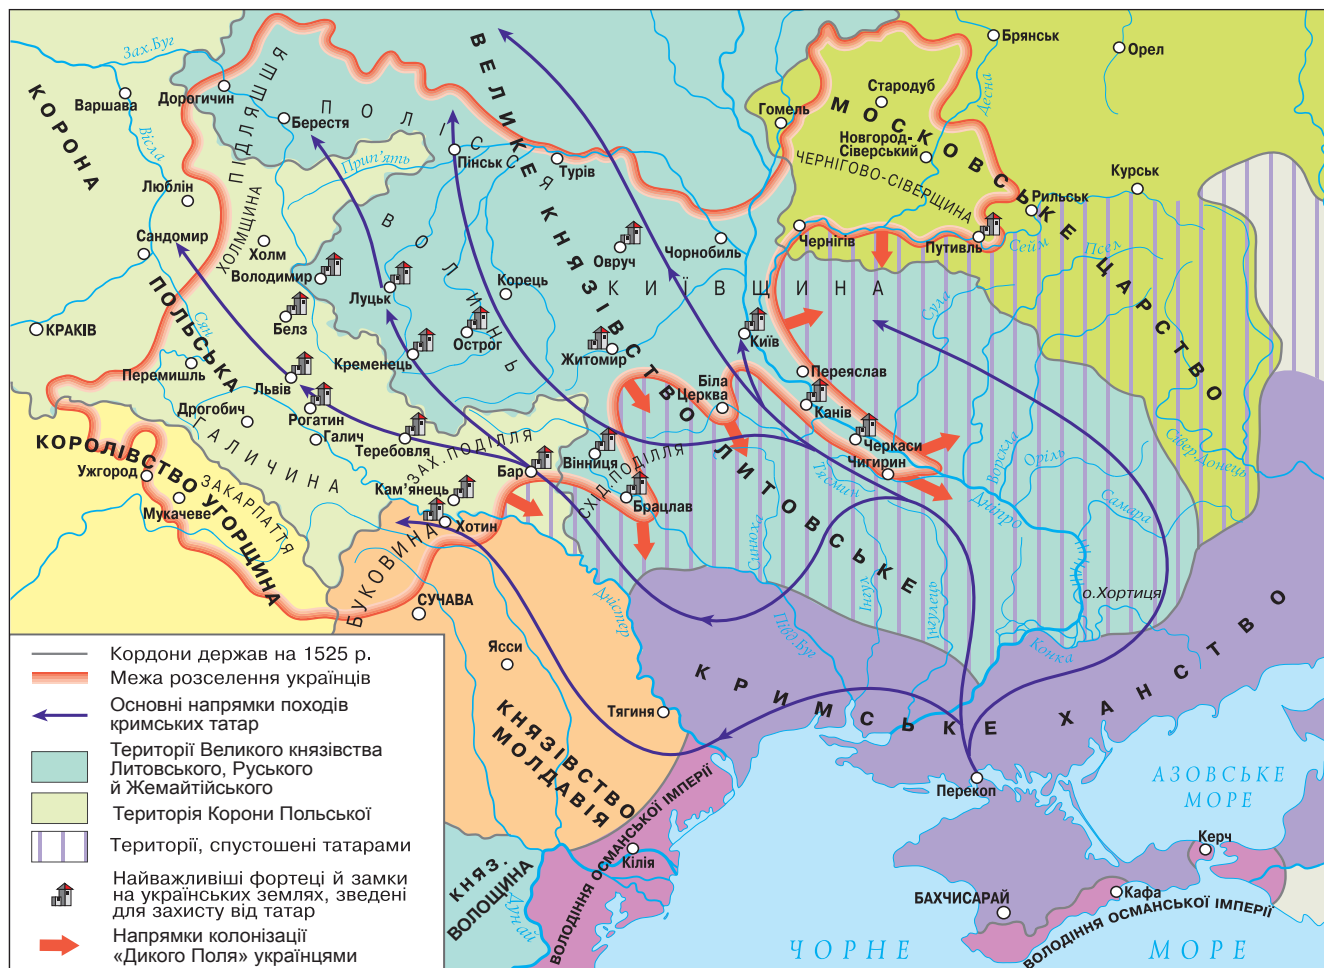 Зах.Буг
Брянськ
Орел
Десна
КОРОНА
ПОЛЬСЬКА
Варшава
Вісла
Дорогичин
ПІДЛЯШШЯ
Берестя
ПОЛІССЯ
Прип'ять
Пінськ
Турів
ВЕЛИКЕ КНЯЗІВСТВО ЛИТОВСЬКЕ
Гомель
Стародуб
МОСКОВСЬКЕ ЦАРСТВО
Новгород-
Сіверський
ЧЕРНІГОВО-СІВЕРЩИНА
Рильськ
Курськ
Люблін
Сандомир
ХОЛМЩИНА
Холм
Володимир
ВОЛИНЬ
Луцьк
Корець
Овруч
Чорнобиль
Чернігів
Путивль
Сейм
Псел
КИЇВЩИНА
Сула
КРАКІВ
Сян
Белз
Острог
Кременець
Житомир
Київ
Перемишль
Львів
Переяслав
Біла
Церква
Канів
Дрогобич
Рогатин
Галич
ГАЛИЧИНА
Теребовля
ЗАХ. ПОДІЛЛЯ
Бар
Вінниця
СХІД. ПОДІЛЛЯ
Черкаси
Чигирин
Тясмин
Ворскла
Оріль
Сівер.Донець
КОРОЛІВСТВО
УГОРЩИНА
Ужгород
Мукачеве
ЗАКАРПАТТЯ
Кам'янець
Хотин
Брацлав
Дніпро
Самара
БУКОВИНА
СУЧАВА
Дністер
Синюха
Інгул
Інгулець
Півд.Буг
о.Хортиця
Конка
Ясси
Тягиня
КНЯЗІВСТВО
МОЛДАВІЯ
КРИМСЬКЕ ХАНСТВО
Перекоп
АЗОВСЬКЕ
МОРЕ
Керч
Кафа
БАХЧИСАРАЙ
ВОЛОДІННЯ ОСМАНСЬКОЇ ІМПЕРІЇ
Кілія
ВОЛОДІННЯ ОСМАНСЬКОЇ ІМПЕРІЇ
КНЯЗ.
ВОЛОЩИНА
Дунай
ЧОРНЕ МОРЕ
Кордони держав на 1525 р.
Межа розселення українців
Основні напрямки походів
кримських татар
Території Великого князівства
Литовського, Руського
й Жемайтійського
Територія Корони Польської
Території, спустошені татарами
Найважливіші фортеці й замки
на українських землях, зведені
для захисту від татар
Напрямки колонізації
«Дикого Поля» українцями